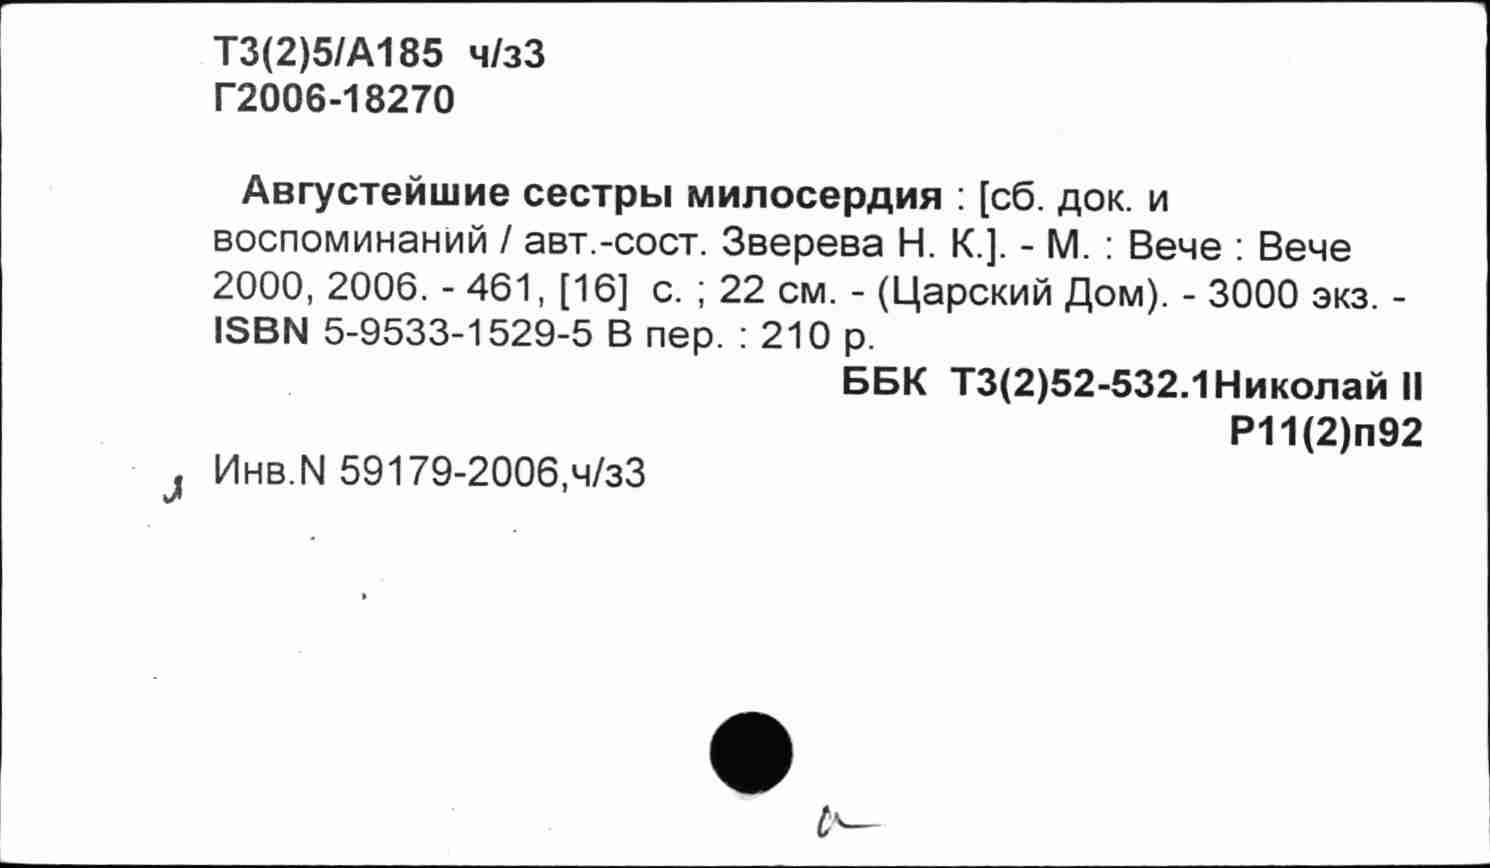 Т3(2)5/А185 ч/з3
Г2006-18270
Августейшие сестры милосердия : [сб. док. и
воспоминаний / авт.-сост. Зверева Н. К.]. - М. : Вече : Вече
2000, 2006. - 461, [16] с. ; 22 см. - (Царский Дом). - 3000 экз. -
ISBN 5-9533-1529-5 В пер. : 210 р.
ББК Т3(2)52-532.1Николай II
Р11(2)п92
Инв.N 59179-2006,ч/з3